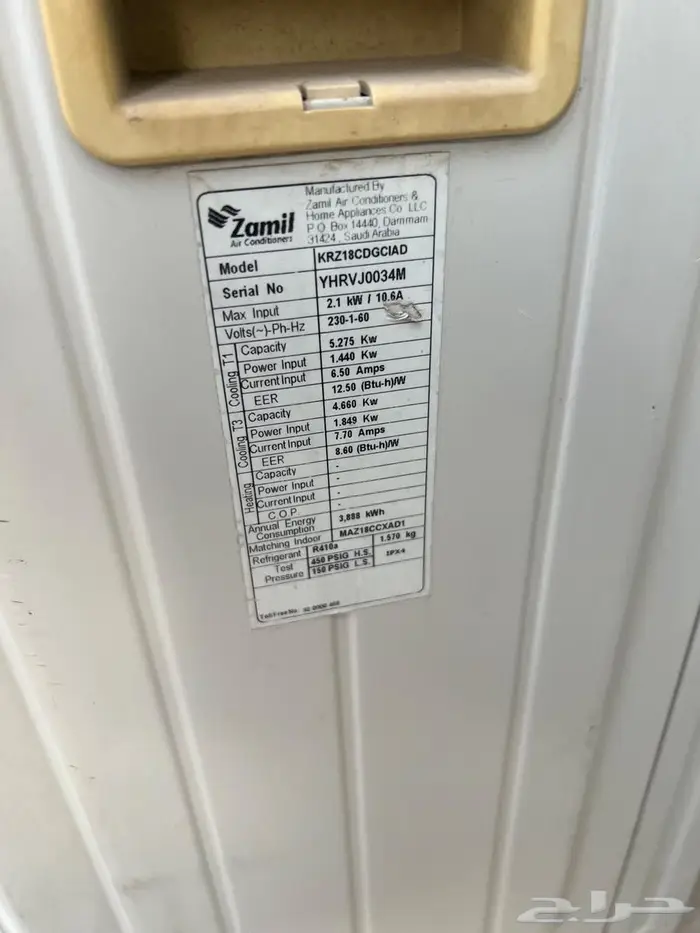 Zamil
Air Conditioners
Manufactured By
Zamil Air Conditioners &
Home Appliances Co. LLC
P.O. Box 14440, Dammam
31424, Saudi Arabia
Model KRZ18CDGCIAD
Serial No YHRVJ0034M
Max Input 2.1 kW / 10.6A
Volts(~)-Ph-Hz 230-1-60
Cooling T1
Capacity 5.275 Kw
Power Input 1.440 Kw
Current Input 6.50 Amps
EER 12.50 (Btu-h)/W
Cooling T3
Capacity 4.660 Kw
Power Input 1.849 Kw
Current Input 7.70 Amps
EER 8.60 (Btu-h)/W
Heating
Capacity -
Power Input -
Current Input -
C.O.P. -
Annual Energy Consumption 3,888 kWh
Matching Indoor MAZ18CCXAD1
Refrigerant R410a 1.570 kg
Test Pressure 450 PSIG H.S. IPX4
150 PSIG L.S.
Toll Free No.
حراج